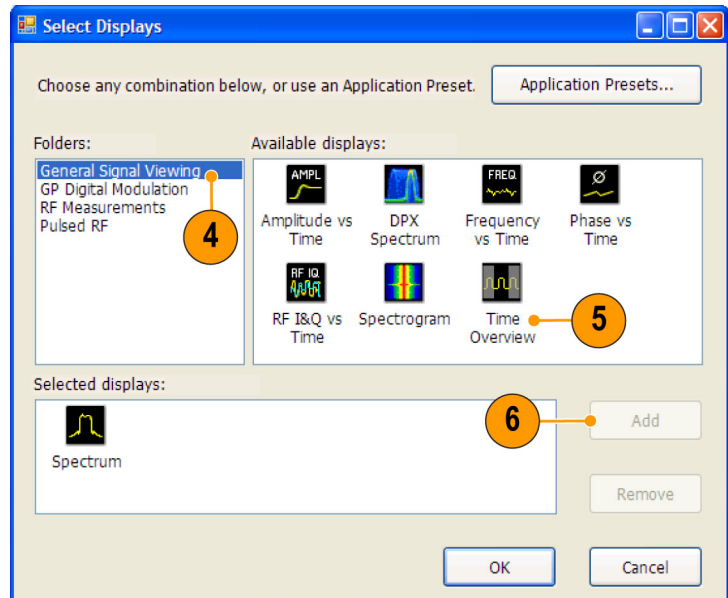 Select Displays
Choose any combination below, or use an Application Preset.
Application Presets...
Folders:
General Signal Viewing
GP Digital Modulation
RF Measurements
Pulsed RF
4
Available displays:
AMPL
FREQ
Ø
Amplitude vs
Time
DPX
Spectrum
Frequency
vs Time
Phase vs
Time
RF IQ
RF I&Q vs
Time
Spectrogram
Time
Overview
5
Selected displays:
Spectrum
6
Add
Remove
OK
Cancel